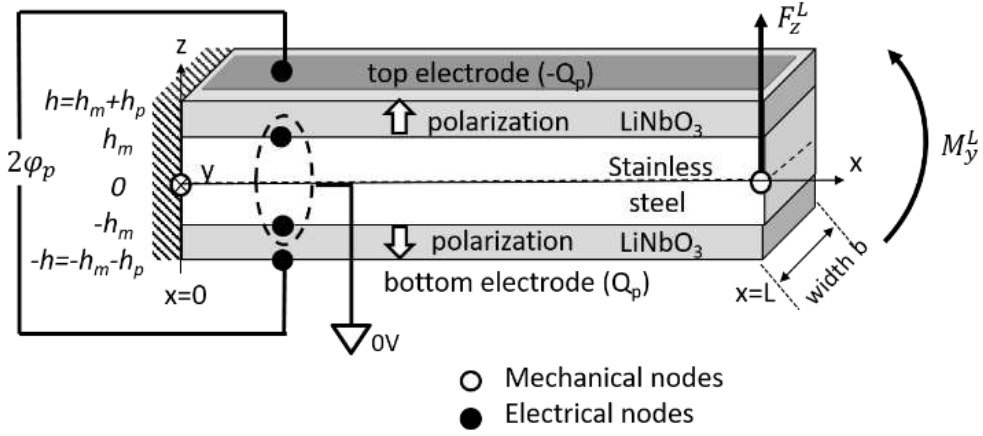 F_z^L
z
top electrode (-Q_p)
h=h_m+h_p
polarization
LiNbO_3
h_m
2φ_p
M_y^L
y
Stainless
x
0
steel
-h_m
polarization
LiNbO_3
-h=-h_m-h_p
width b
x=0
bottom electrode (Q_p)
x=L
0V
Mechanical nodes
Electrical nodes